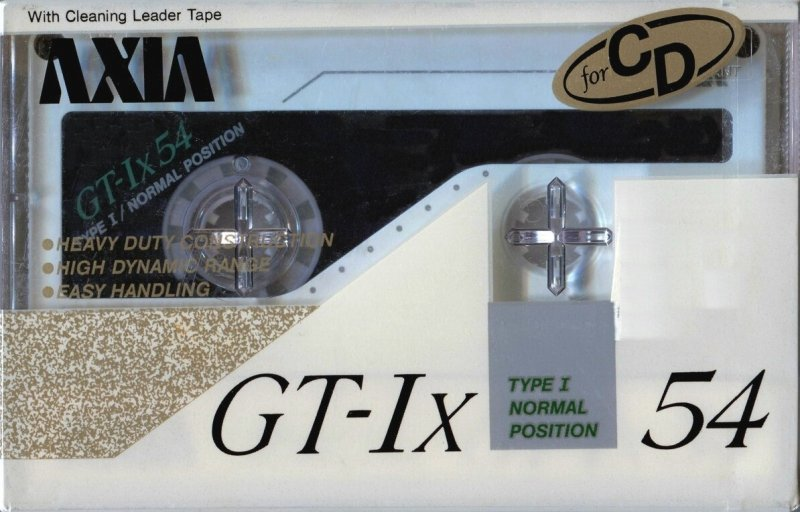 With Cleaning Leader Tape
AXIA
for CD
GT-Ix 54
TYPE I / NORMAL POSITION
●HEAVY DUTY CONSTRUCTION
●HIGH DYNAMIC RANGE
●EASY HANDLING
GT-Ix
TYPE I
NORMAL
POSITION
54